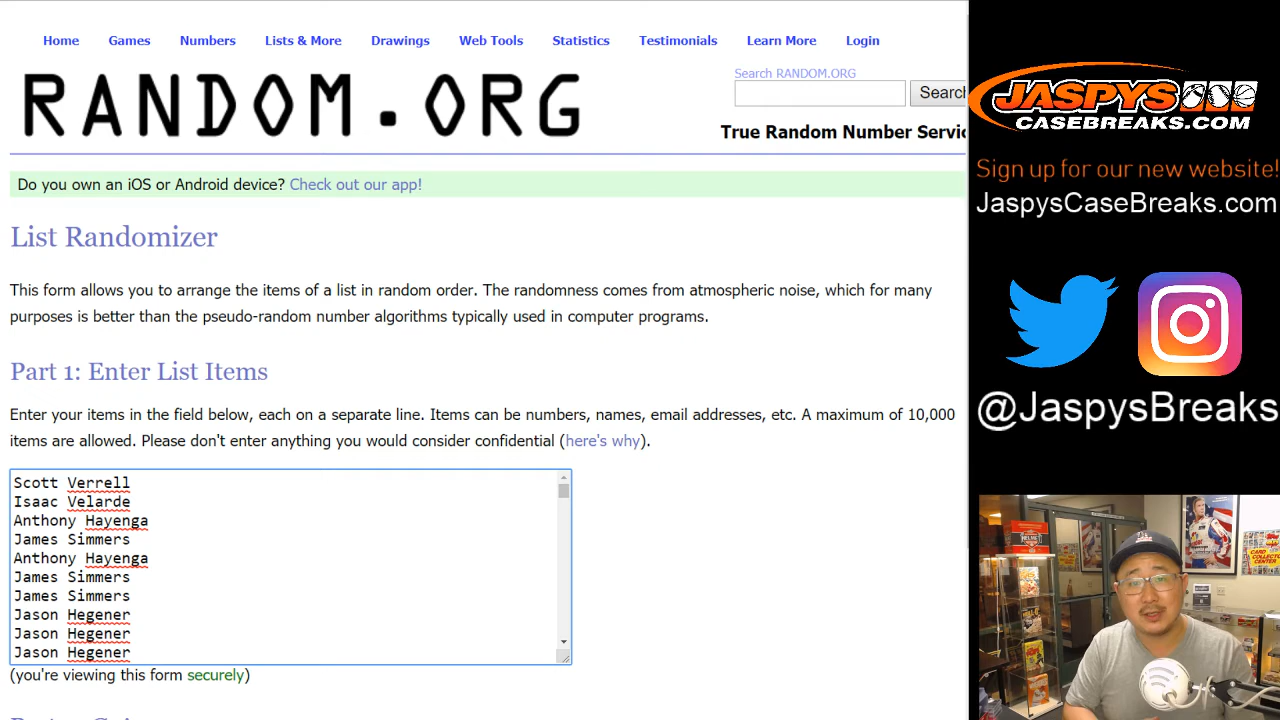 Home Games Numbers Lists & More Drawings Web Tools Statistics Testimonials Learn More Login
RANDOM.ORG
Search RANDOM.ORG
Search
True Random Number Servic
Do you own an iOS or Android device? Check out our app!
List Randomizer
This form allows you to arrange the items of a list in random order. The randomness comes from atmospheric noise, which for many
purposes is better than the pseudo-random number algorithms typically used in computer programs.
Part 1: Enter List Items
Enter your items in the field below, each on a separate line. Items can be numbers, names, email addresses, etc. A maximum of 10,000
items are allowed. Please don't enter anything you would consider confidential (here's why).
Scott Verrell
Isaac Velarde
Anthony Hayenga
James Simmers
Anthony Hayenga
James Simmers
James Simmers
Jason Hegener
Jason Hegener
Jason Hegener
(you're viewing this form securely)
JASPYS
CASEBREAKS.COM
Sign up for our new website!
JaspysCaseBreaks.com
@JaspysBreaks
HELMET
CARD
COLLECTOR
CENTER